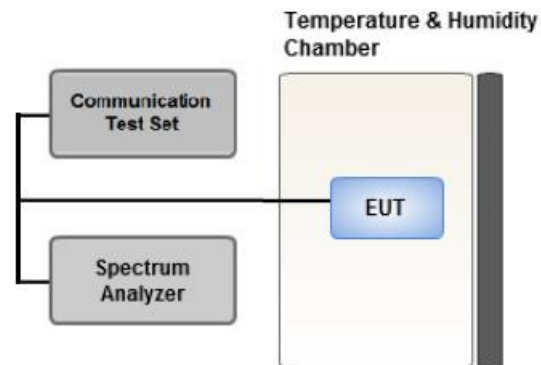 Temperature & Humidity
Chamber
Communication
Test Set
EUT
Spectrum
Analyzer